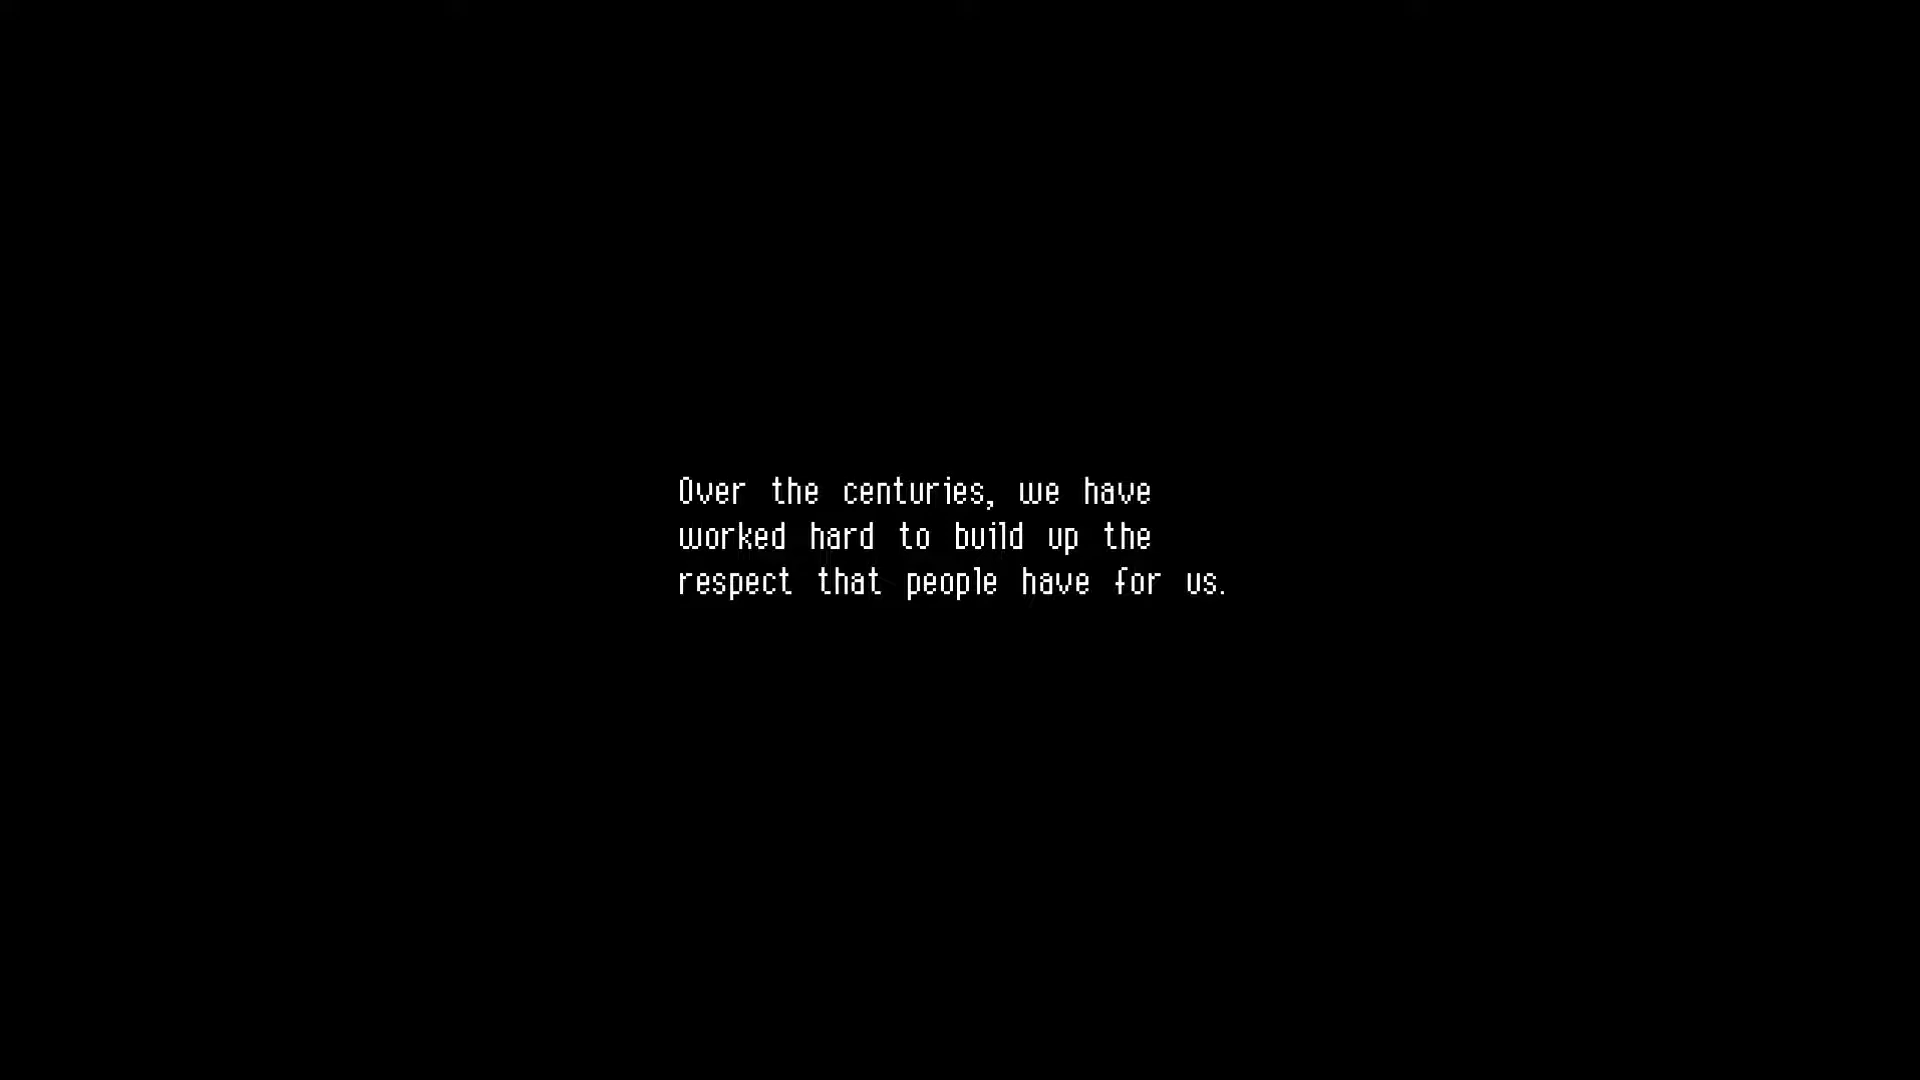 Over the centuries, we have
worked hard to build up the
respect that people have for us.